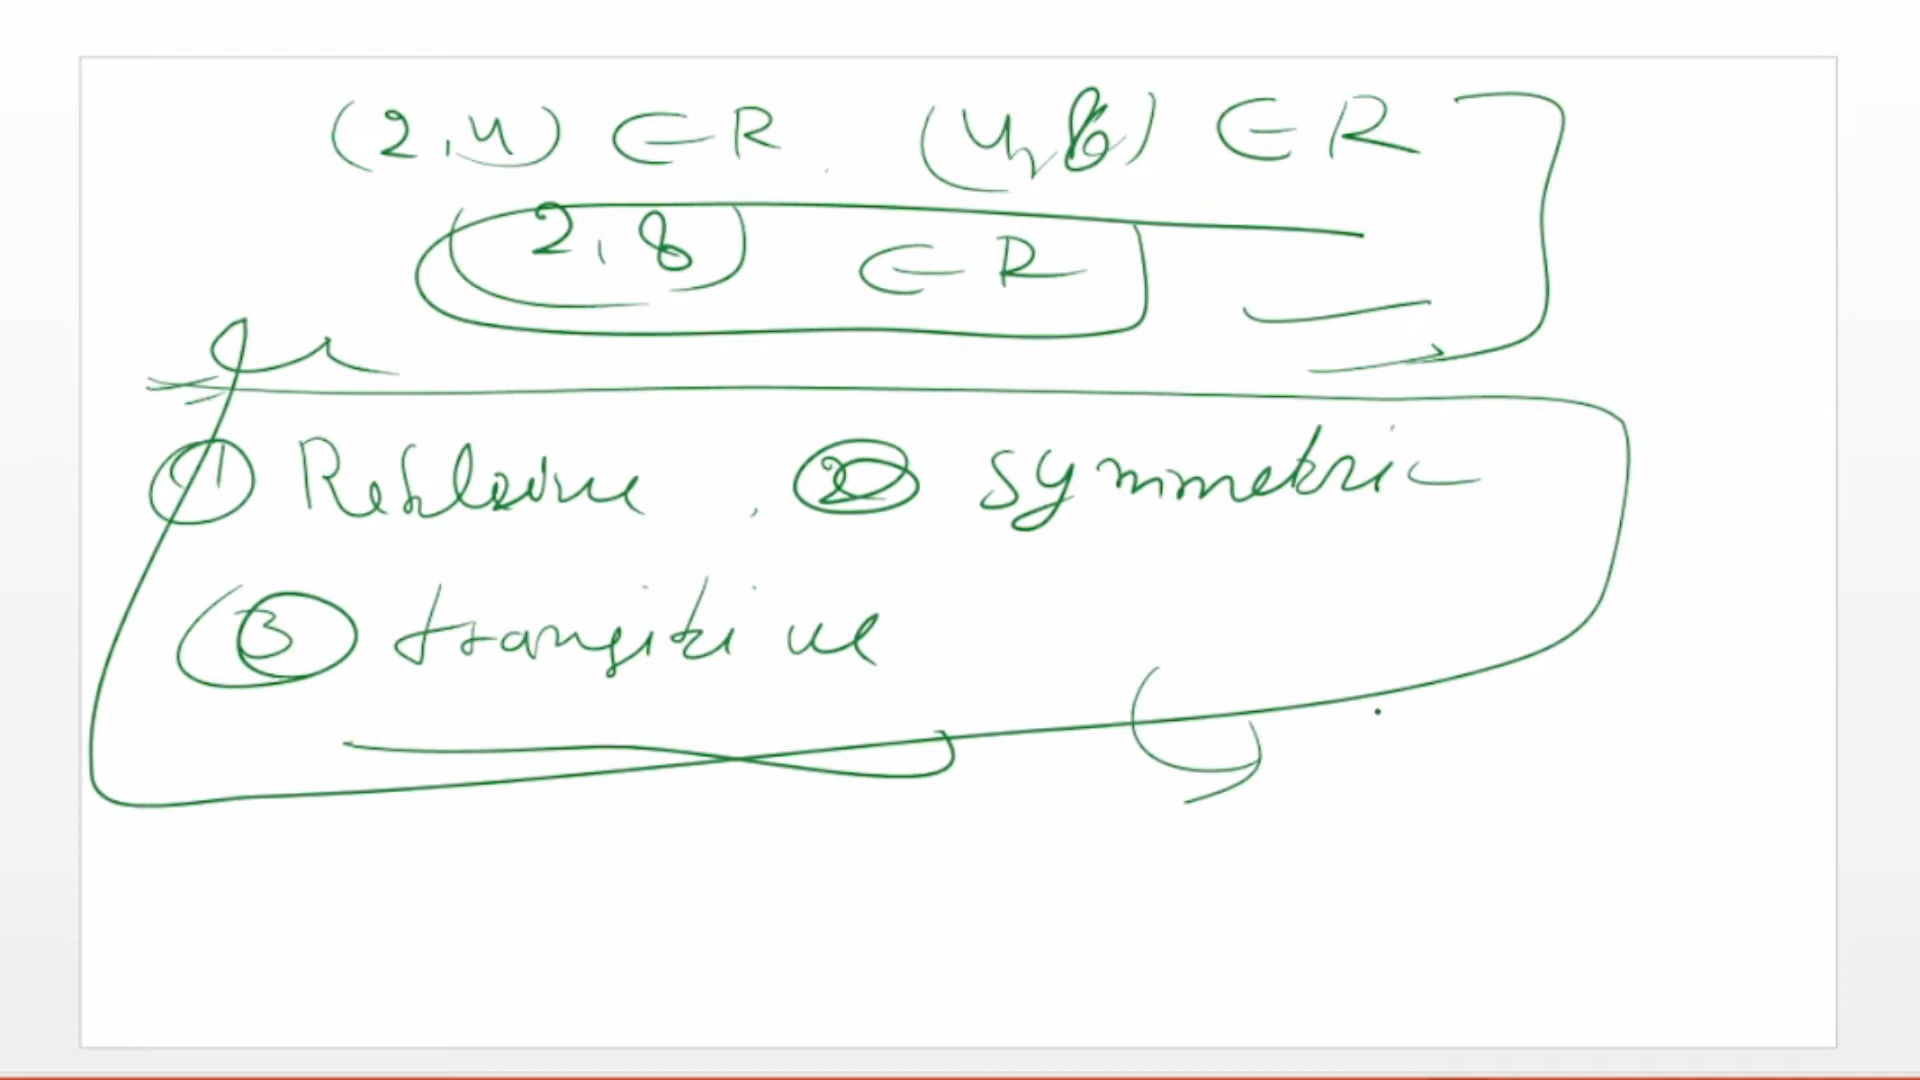 (2,4) ∈ R. (4,8) ∈ R
(2,8) ∈ R
① Reflexive, ② symmetric
③ transitive